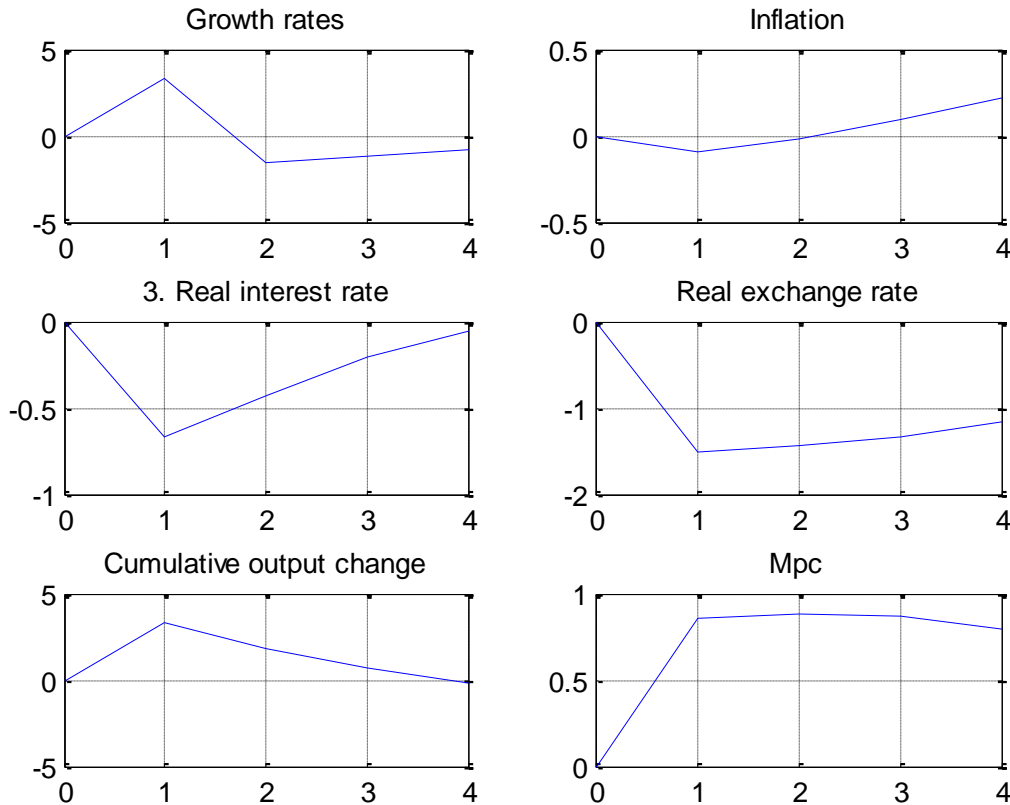 Growth rates
5
0
-5
0 1 2 3 4
Inflation
0.5
0
-0.5
0 1 2 3 4
3. Real interest rate
0
-0.5
-1
0 1 2 3 4
Real exchange rate
0
-1
-2
0 1 2 3 4
Cumulative output change
5
0
-5
0 1 2 3 4
Mpc
1
0.5
0
0 1 2 3 4